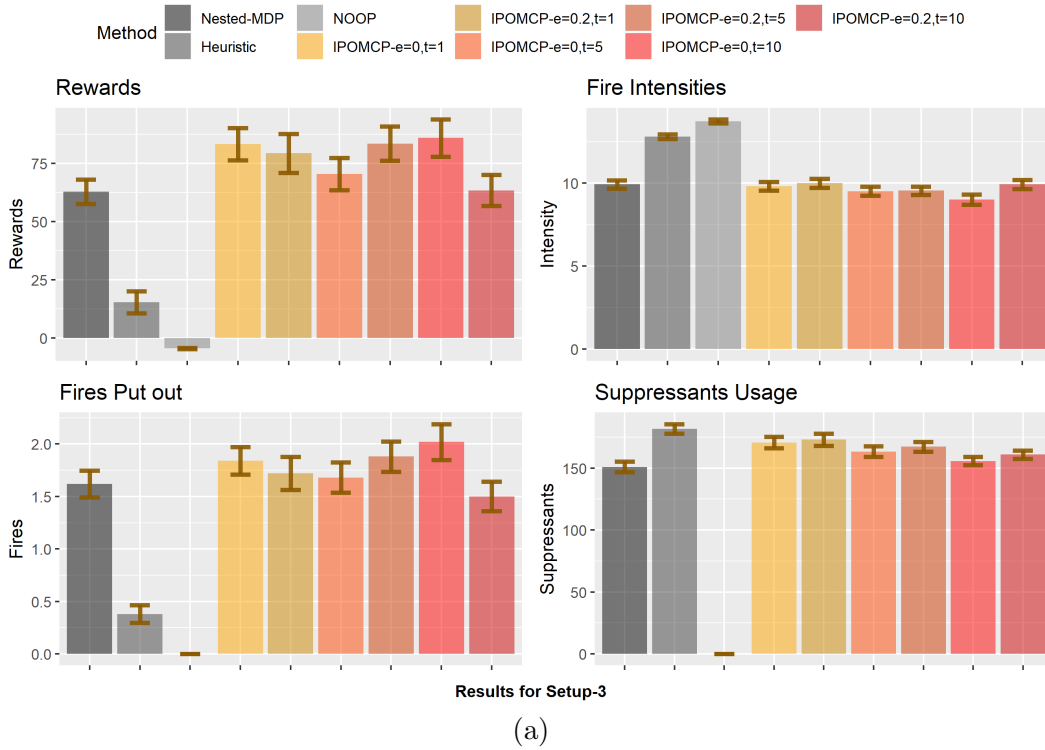 Method
Nested-MDP
NOOP
IPOMCP-e=0.2,t=1
IPOMCP-e=0.2,t=5
IPOMCP-e=0.2,t=10
Heuristic
IPOMCP-e=0,t=1
IPOMCP-e=0,t=5
IPOMCP-e=0,t=10
Rewards
75
50
25
0
Rewards
Fire Intensities
10
5
0
Intensity
Fires Put out
2.0
1.5
1.0
0.5
0.0
Fires
Suppressants Usage
150
100
50
0
Suppressants
Results for Setup-3
(a)